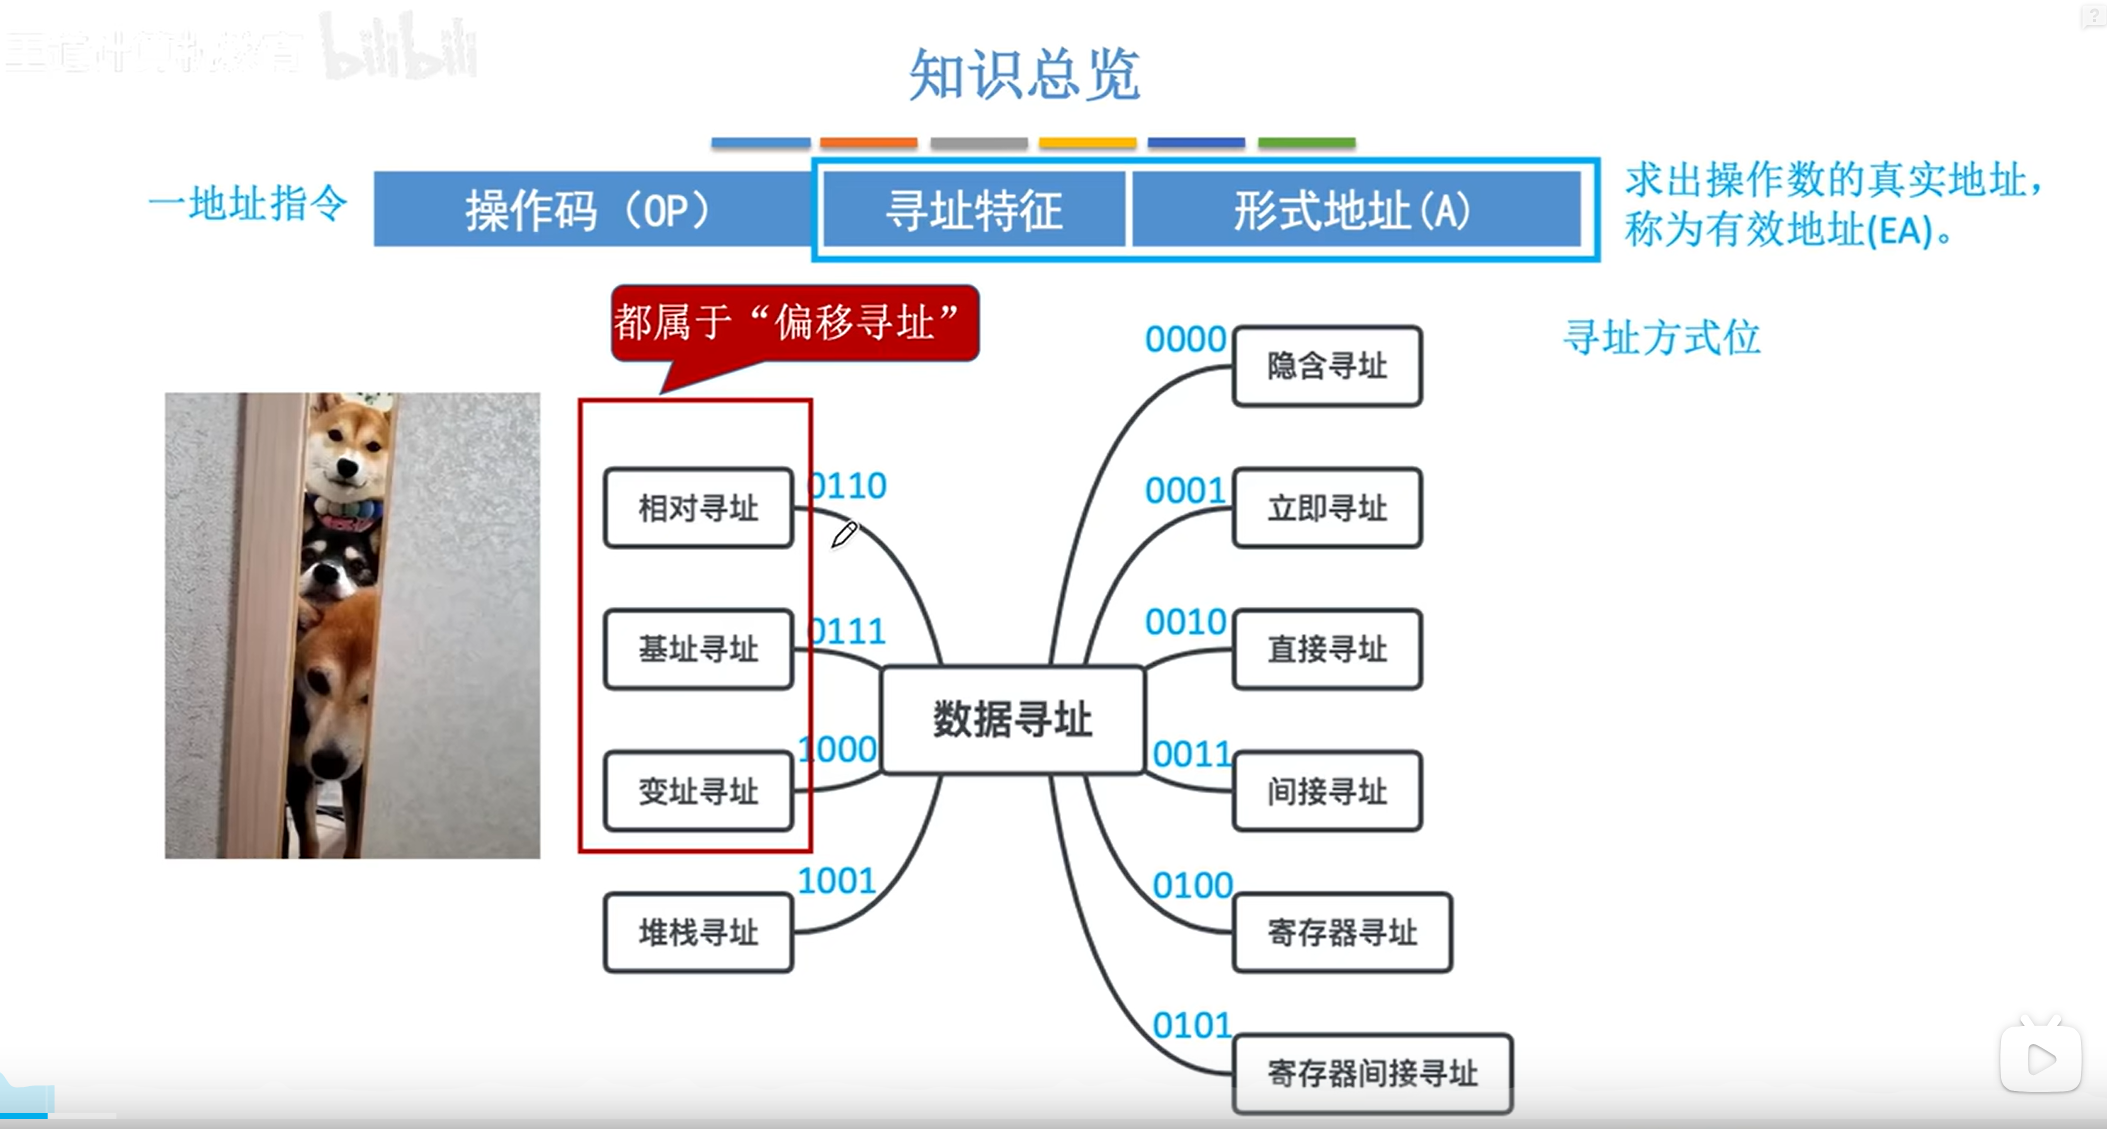 王道计算机教育 bilibili
知识总览
一地址指令
操作码（OP）
寻址特征
形式地址(A)
求出操作数的真实地址，
称为有效地址(EA)。
都属于“偏移寻址”
寻址方式位
0000
隐含寻址
0110
相对寻址
0001
立即寻址
0111
基址寻址
0010
直接寻址
数据寻址
1000
变址寻址
0011
间接寻址
1001
堆栈寻址
0100
寄存器寻址
0101
寄存器间接寻址